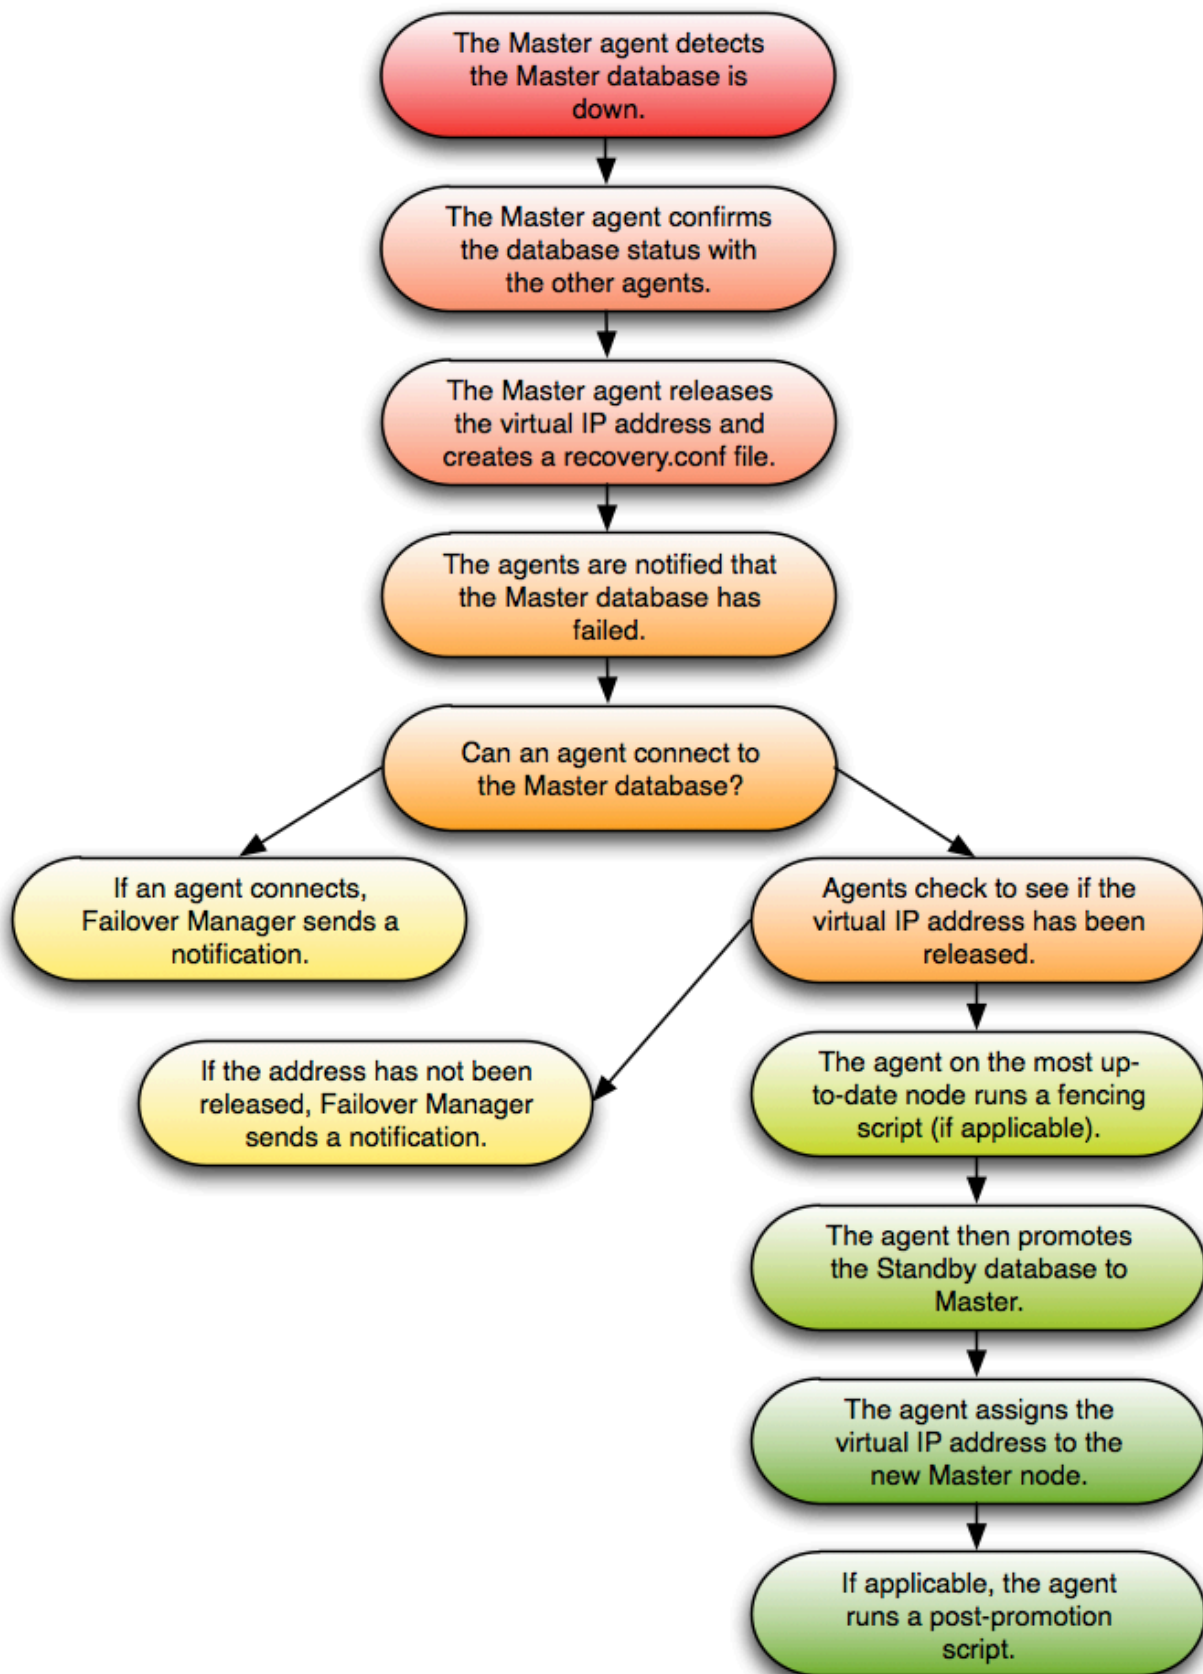 The Master agent detects
the Master database is
down.
The Master agent confirms
the database status with
the other agents.
The Master agent releases
the virtual IP address and
creates a recovery.conf file.
The agents are notified that
the Master database has
failed.
Can an agent connect to
the Master database?
If an agent connects,
Failover Manager sends a
notification.
Agents check to see if the
virtual IP address has been
released.
If the address has not been
released, Failover Manager
sends a notification.
The agent on the most up-
to-date node runs a fencing
script (if applicable).
The agent then promotes
the Standby database to
Master.
The agent assigns the
virtual IP address to the
new Master node.
If applicable, the agent
runs a post-promotion
script.